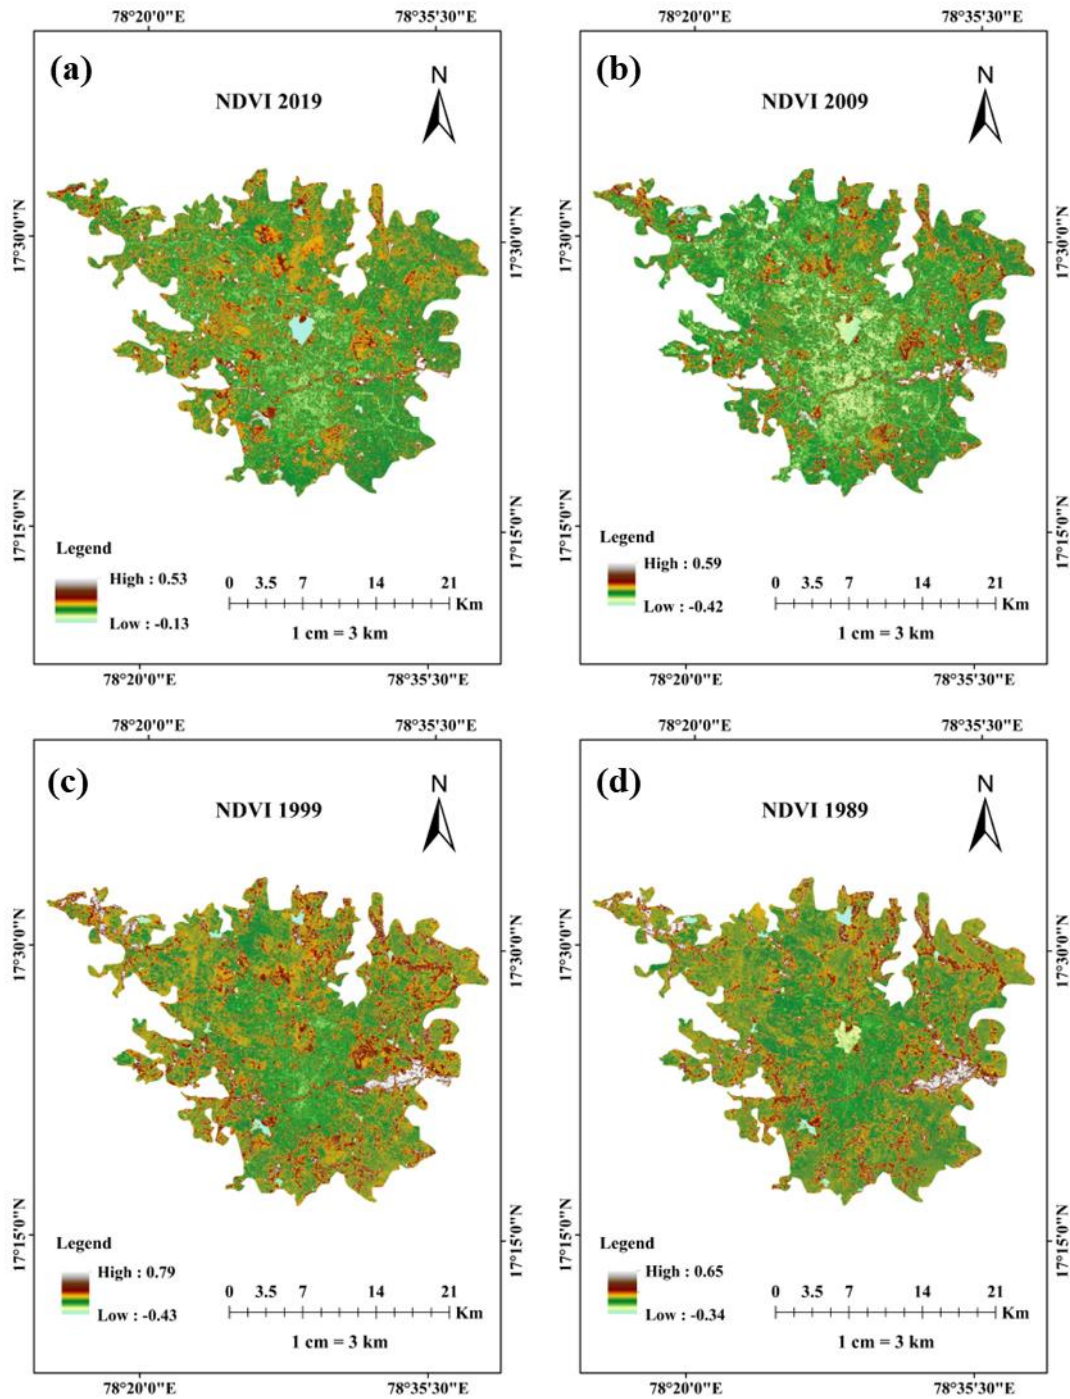 78°20'0"E 78°35'30"E 78°20'0"E 78°35'30"E
(a) N (b) N
NDVI 2019 NDVI 2009
17°30'0"N 17°30'0"N 17°30'0"N 17°30'0"N
17°15'0"N 17°15'0"N 17°15'0"N 17°15'0"N
Legend Legend
High : 0.53 0 3.5 7 14 21 High : 0.59 0 3.5 7 14 21
Low : -0.13 Km Low : -0.42 Km
1 cm = 3 km 1 cm = 3 km
78°20'0"E 78°35'30"E 78°20'0"E 78°35'30"E
78°20'0"E 78°35'30"E 78°20'0"E 78°35'30"E
(c) N (d) N
NDVI 1999 NDVI 1989
17°30'0"N 17°30'0"N 17°30'0"N 17°30'0"N
17°15'0"N 17°15'0"N 17°15'0"N 17°15'0"N
Legend Legend
High : 0.79 0 3.5 7 14 21 High : 0.65 0 3.5 7 14 21
Low : -0.43 Km Low : -0.34 Km
1 cm = 3 km 1 cm = 3 km
78°20'0"E 78°35'30"E 78°20'0"E 78°35'30"E